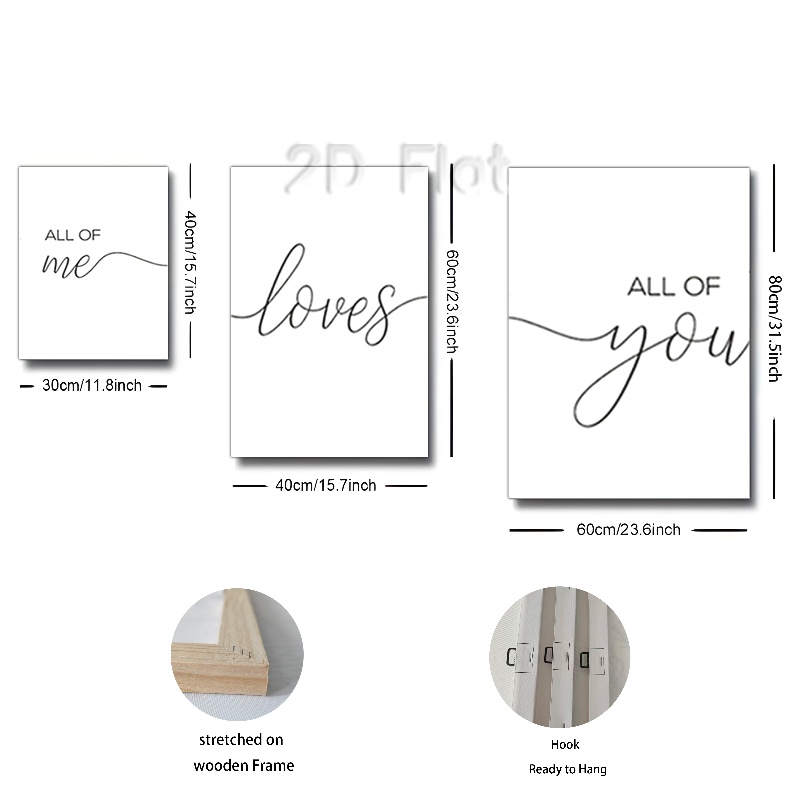 2D Flat
ALL OF
me
40cm/15.7inch
30cm/11.8inch
loves
60cm/23.6inch
40cm/15.7inch
ALL OF
you
80cm/31.5inch
60cm/23.6inch
stretched on
wooden Frame
Hook
Ready to Hang